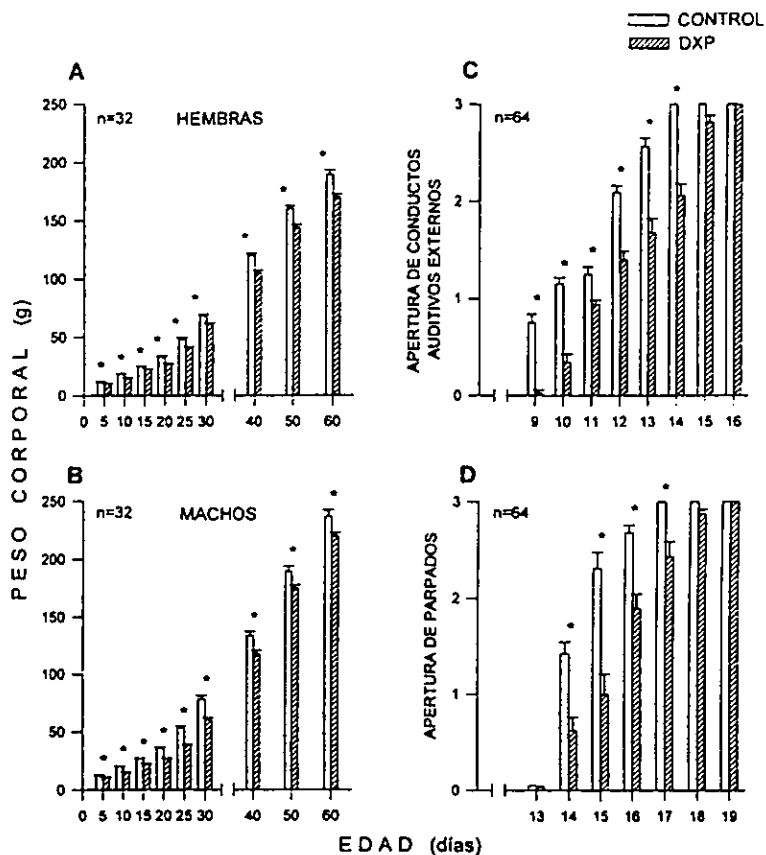 CONTROL
DXP
A
n=32 HEMBRAS
250
200
150
100
50
0
0 5 10 15 20 25 30 40 50 60
B
n=32 MACHOS
250
200
150
100
50
0
0 5 10 15 20 25 30 40 50 60
PESO CORPORAL (g)
C
n=64
3
2
1
0
9 10 11 12 13 14 15 16
APERTURA DE CONDUCTOS
AUDITIVOS EXTERNOS
D
n=64
3
2
1
0
13 14 15 16 17 18 19
APERTURA DE PARPADOS
EDAD (días)